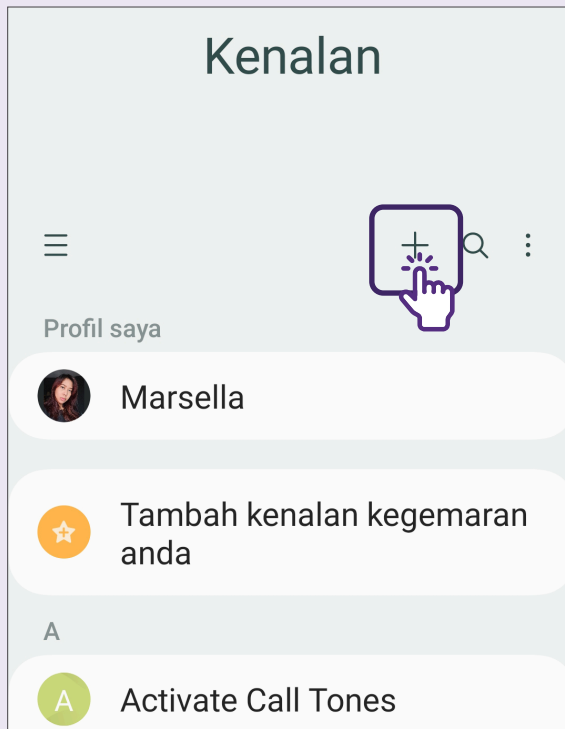 Kenalan
Profil saya
Marsella
Tambah kenalan kegemaran
anda
A
A
Activate Call Tones